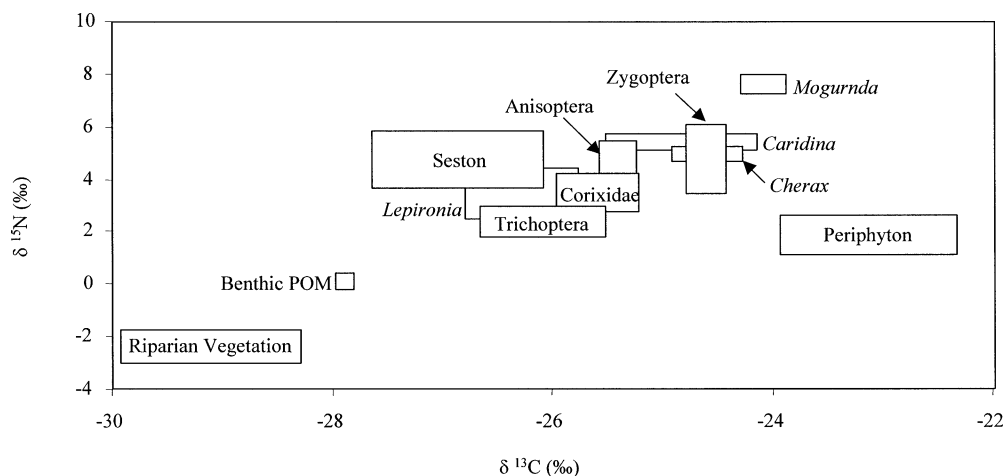 10
8
6
4
2
0
-2
-4
δ ¹⁵N (‰)
Zygoptera
Mogurnda
Anisoptera
Caridina
Seston
Cherax
Corixidae
Lepironia
Trichoptera
Periphyton
Benthic POM
Riparian Vegetation
-30 -28 -26 -24 -22
δ ¹³C (‰)